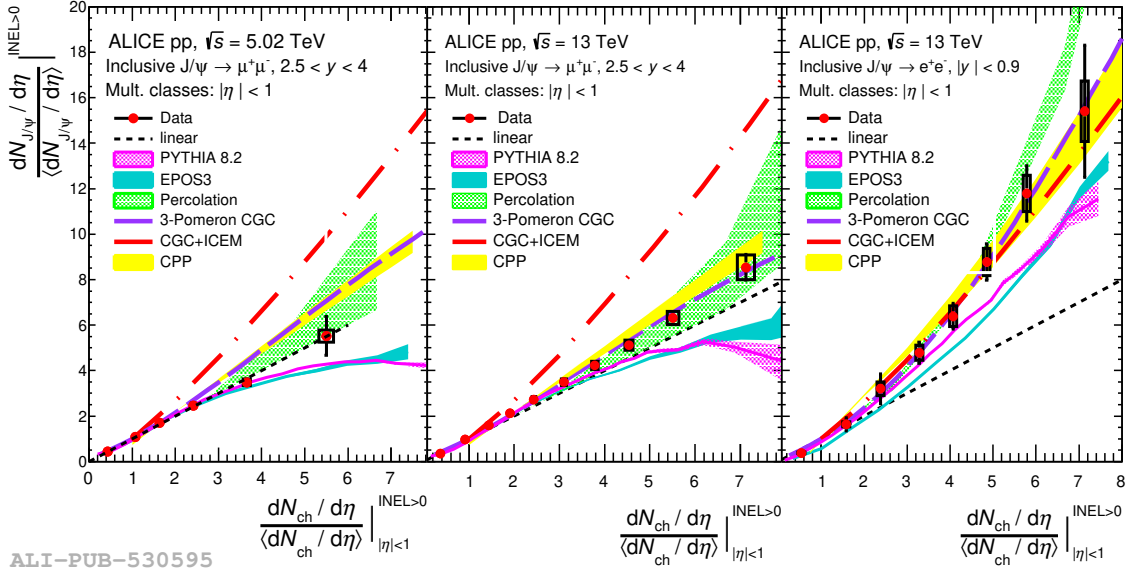 dN_J/ψ / dη
⟨dN_J/ψ / dη⟩
INEL>0
20
18
16
14
12
10
8
6
4
2
0
ALICE pp, √s = 5.02 TeV
Inclusive J/ψ → μ⁺μ⁻, 2.5 < y < 4
Mult. classes: |η| < 1
Data
linear
PYTHIA 8.2
EPOS3
Percolation
3-Pomeron CGC
CGC+ICEM
CPP
0 1 2 3 4 5 6 7
dN_ch / dη
⟨dN_ch / dη⟩
INEL>0
|η|<1
ALICE pp, √s = 13 TeV
Inclusive J/ψ → μ⁺μ⁻, 2.5 < y < 4
Mult. classes: |η| < 1
Data
linear
PYTHIA 8.2
EPOS3
Percolation
3-Pomeron CGC
CGC+ICEM
CPP
1 2 3 4 5 6 7
dN_ch / dη
⟨dN_ch / dη⟩
INEL>0
|η|<1
ALICE pp, √s = 13 TeV
Inclusive J/ψ → e⁺e⁻, |y| < 0.9
Mult. classes: |η| < 1
Data
linear
PYTHIA 8.2
EPOS3
Percolation
3-Pomeron CGC
CGC+ICEM
CPP
0 1 2 3 4 5 6 7 8
dN_ch / dη
⟨dN_ch / dη⟩
INEL>0
|η|<1
ALI-PUB-530595